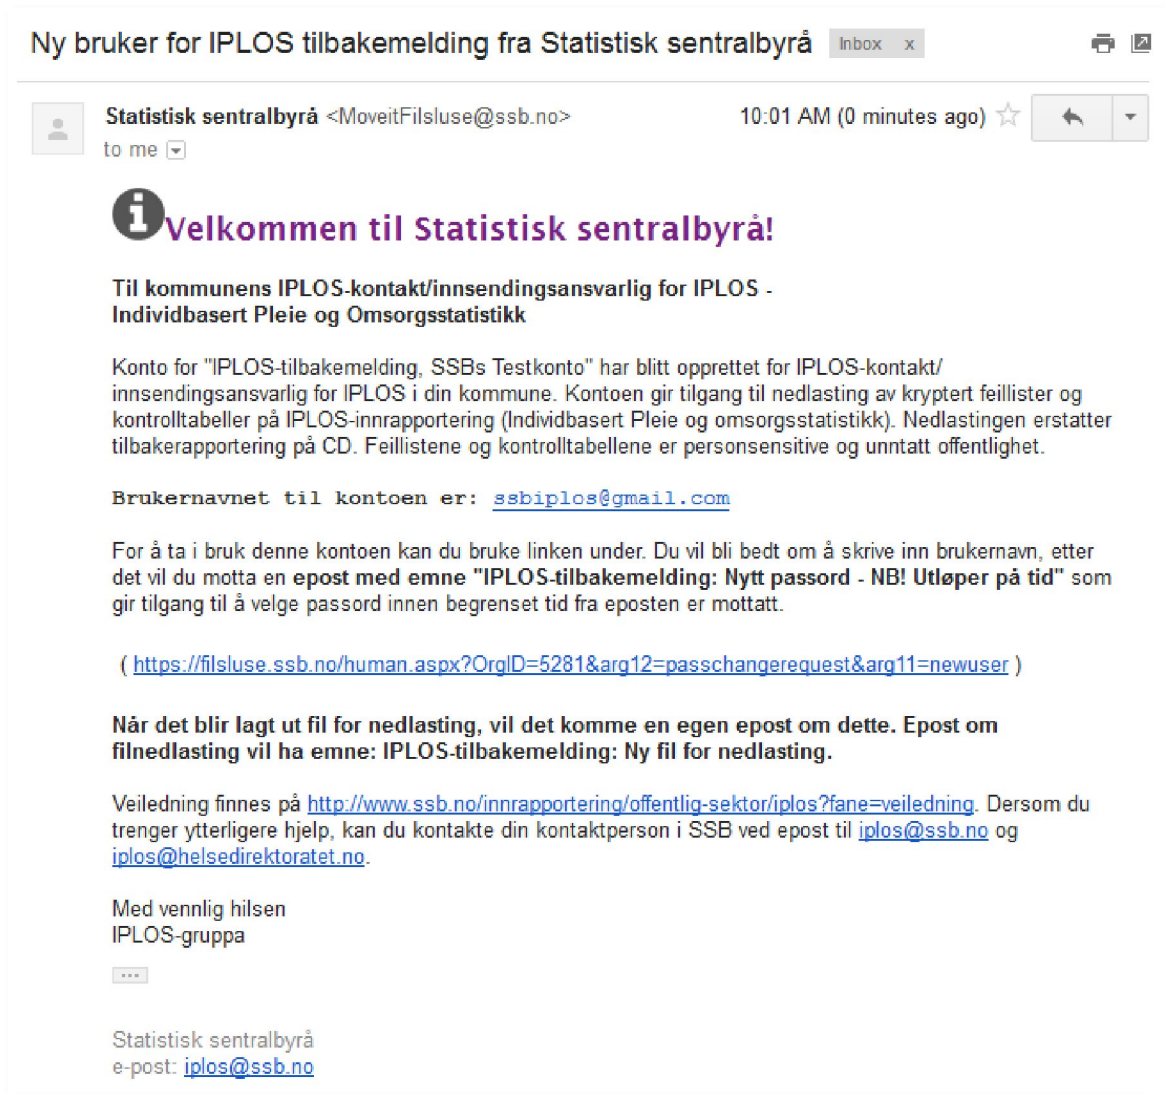 Ny bruker for IPLOS tilbakemelding fra Statistisk sentralbyrå Inbox x
Statistisk sentralbyrå <MoveitFilsluse@ssb.no> 10:01 AM (0 minutes ago)
to me
Velkommen til Statistisk sentralbyrå!
Til kommunens IPLOS-kontakt/innsendingsansvarlig for IPLOS -
Individbasert Pleie og Omsorgsstatistikk
Konto for "IPLOS-tilbakemelding, SSBs Testkonto" har blitt opprettet for IPLOS-kontakt/
innsendingsansvarlig for IPLOS i din kommune. Kontoen gir tilgang til nedlasting av kryptert feillister og
kontrolltabeller på IPLOS-innrapportering (Individbasert Pleie og omsorgsstatistikk). Nedlastingen erstatter
tilbakerapportering på CD. Feillistene og kontrolltabellene er personsensitive og unntatt offentlighet.
Brukernavnet til kontoen er: ssbiplos@gmail.com
For å ta i bruk denne kontoen kan du bruke linken under. Du vil bli bedt om å skrive inn brukernavn, etter
det vil du motta en epost med emne "IPLOS-tilbakemelding: Nytt passord - NB! Utløper på tid" som
gir tilgang til å velge passord innen begrenset tid fra eposten er mottatt.
( https://filsluse.ssb.no/human.aspx?OrgID=5281&arg12=passchangerequest&arg11=newuser )
Når det blir lagt ut fil for nedlasting, vil det komme en egen epost om dette. Epost om
filnedlasting vil ha emne: IPLOS-tilbakemelding: Ny fil for nedlasting.
Veiledning finnes på http://www.ssb.no/innrapportering/offentlig-sektor/iplos?fane=veiledning. Dersom du
trenger ytterligere hjelp, kan du kontakte din kontaktperson i SSB ved epost til iplos@ssb.no og
iplos@helsedirektoratet.no.
Med vennlig hilsen
IPLOS-gruppa
Statistisk sentralbyrå
e-post: iplos@ssb.no